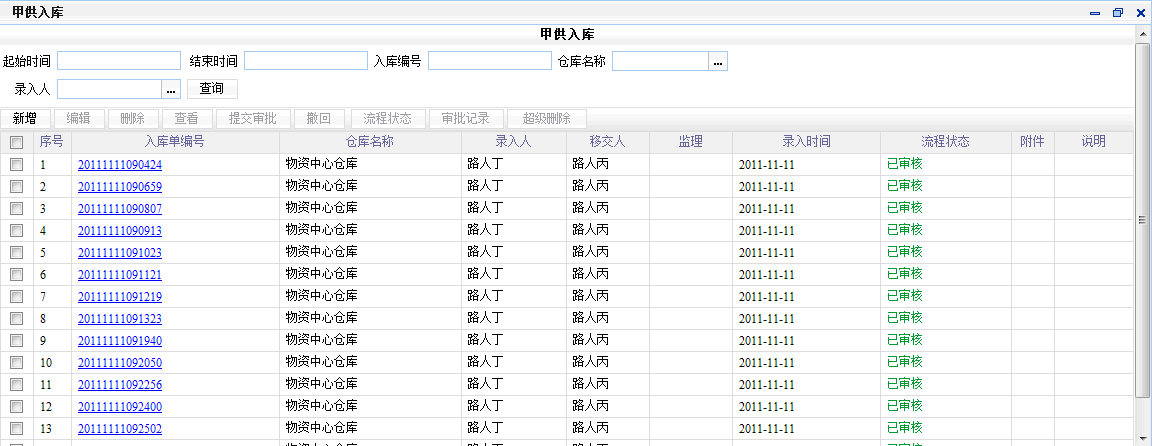 甲供入库
甲供入库
起始时间 结束时间 入库编号 仓库名称 ...
录入人 ... 查询
新增 编辑 删除 查看 提交审批 撤回 流程状态 审批记录 超级删除
序号 入库单编号 仓库名称 录入人 移交人 监理 录入时间 流程状态 附件 说明
1 20111111090424 物资中心仓库 路人丁 路人丙 2011-11-11 已审核
2 20111111090659 物资中心仓库 路人丁 路人丙 2011-11-11 已审核
3 20111111090807 物资中心仓库 路人丁 路人丙 2011-11-11 已审核
4 20111111090913 物资中心仓库 路人丁 路人丙 2011-11-11 已审核
5 20111111091023 物资中心仓库 路人丁 路人丙 2011-11-11 已审核
6 20111111091121 物资中心仓库 路人丁 路人丙 2011-11-11 已审核
7 20111111091219 物资中心仓库 路人丁 路人丙 2011-11-11 已审核
8 20111111091323 物资中心仓库 路人丁 路人丙 2011-11-11 已审核
9 20111111091940 物资中心仓库 路人丁 路人丙 2011-11-11 已审核
10 20111111092050 物资中心仓库 路人丁 路人丙 2011-11-11 已审核
11 20111111092256 物资中心仓库 路人丁 路人丙 2011-11-11 已审核
12 20111111092400 物资中心仓库 路人丁 路人丙 2011-11-11 已审核
13 20111111092502 物资中心仓库 路人丁 路人丙 2011-11-11 已审核